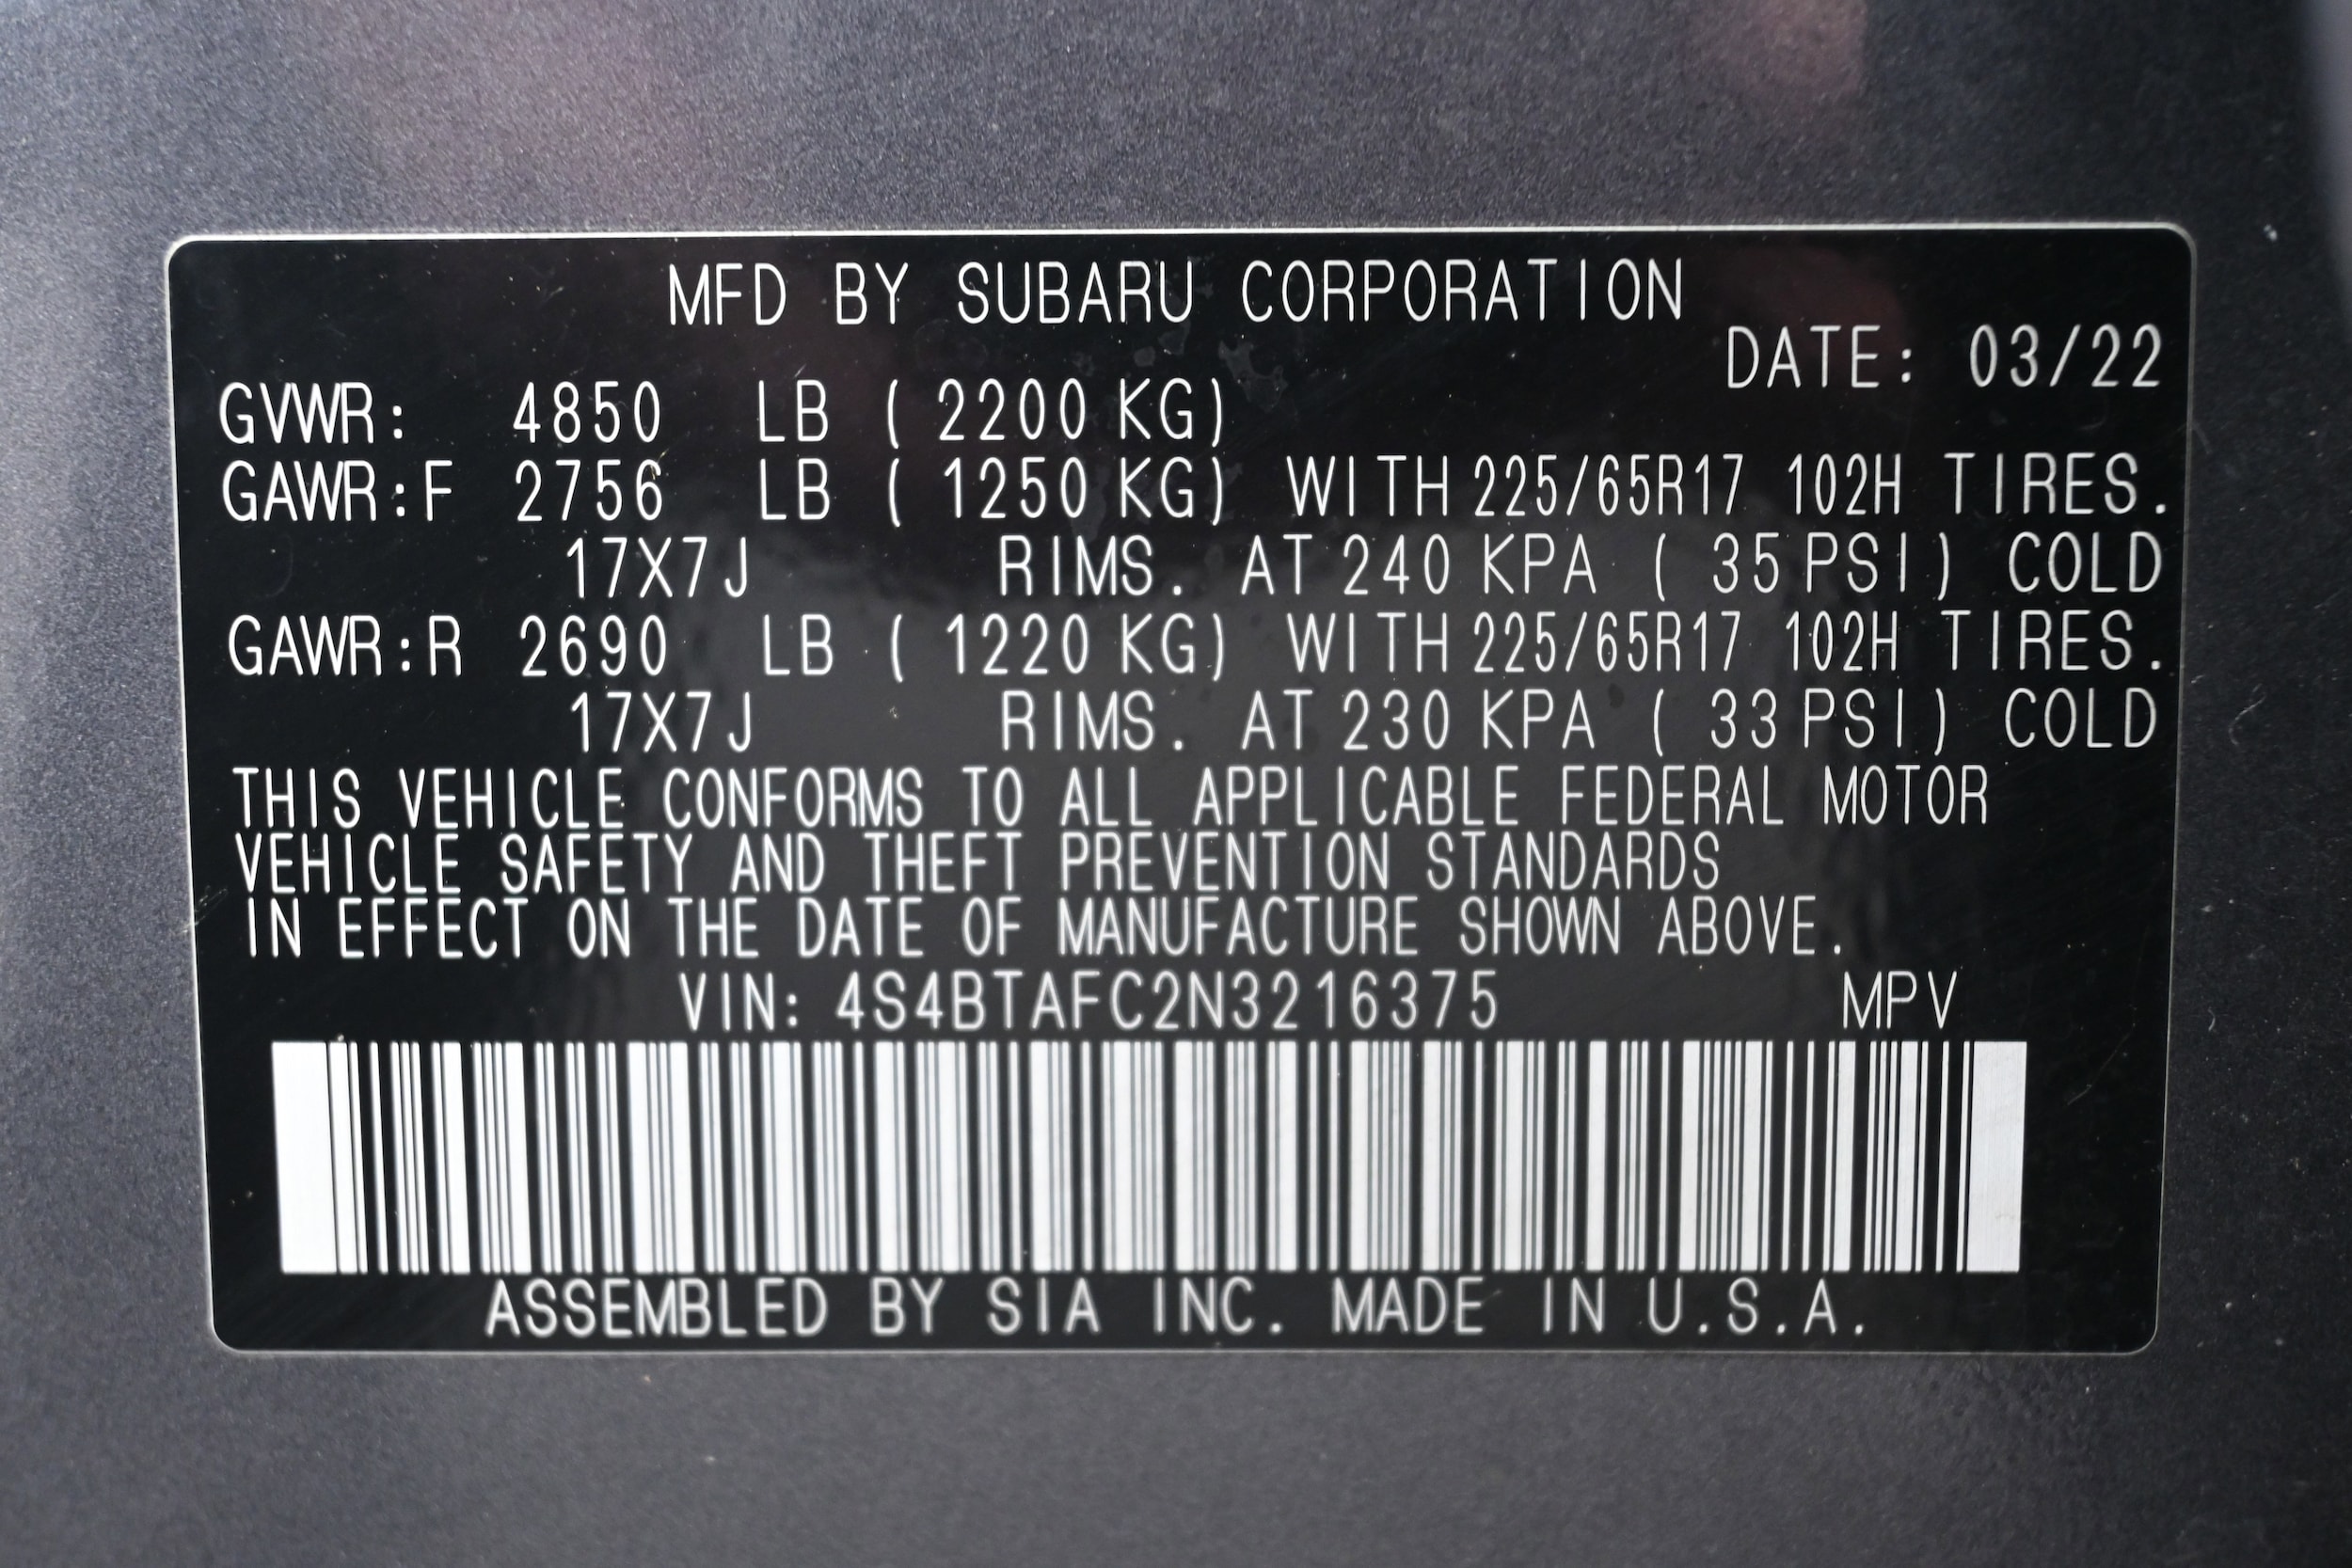 MFD BY SUBARU CORPORATION
DATE: 03/22
GVWR: 4850 LB ( 2200 KG)
GAWR:F 2756 LB ( 1250 KG) WITH 225/65R17 102H TIRES.
17X7J RIMS. AT 240 KPA ( 35 PSI) COLD
GAWR:R 2690 LB ( 1220 KG) WITH 225/65R17 102H TIRES.
17X7J RIMS. AT 230 KPA ( 33 PSI) COLD
THIS VEHICLE CONFORMS TO ALL APPLICABLE FEDERAL MOTOR
VEHICLE SAFETY AND THEFT PREVENTION STANDARDS
IN EFFECT ON THE DATE OF MANUFACTURE SHOWN ABOVE.
VIN: 4S4BTAFC2N3216375 MPV
ASSEMBLED BY SIA INC. MADE IN U.S.A.